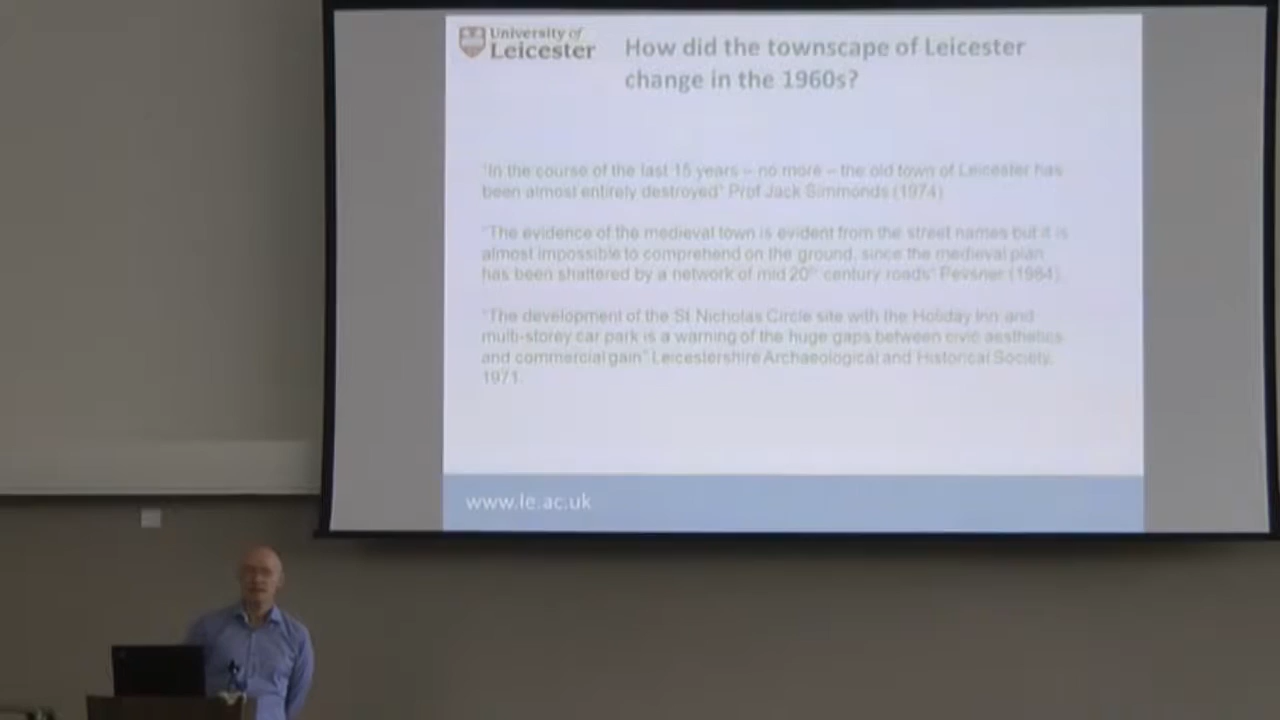 University of
Leicester
How did the townscape of Leicester
change in the 1960s?
"In the course of the last 15 years – no more – the old town of Leicester has
been almost entirely destroyed" Prof Jack Simmonds (1974)
"The evidence of the medieval town is evident from the street names but it is
almost impossible to comprehend on the ground, since the medieval plan
has been shattered by a network of mid 20th century roads" Pevsner (1984).
"The development of the St Nicholas Circle site with the Holiday Inn and
multi-storey car park is a warning of the huge gaps between civic aesthetics
and commercial gain" Leicestershire Archaeological and Historical Society,
1971.
www.le.ac.uk